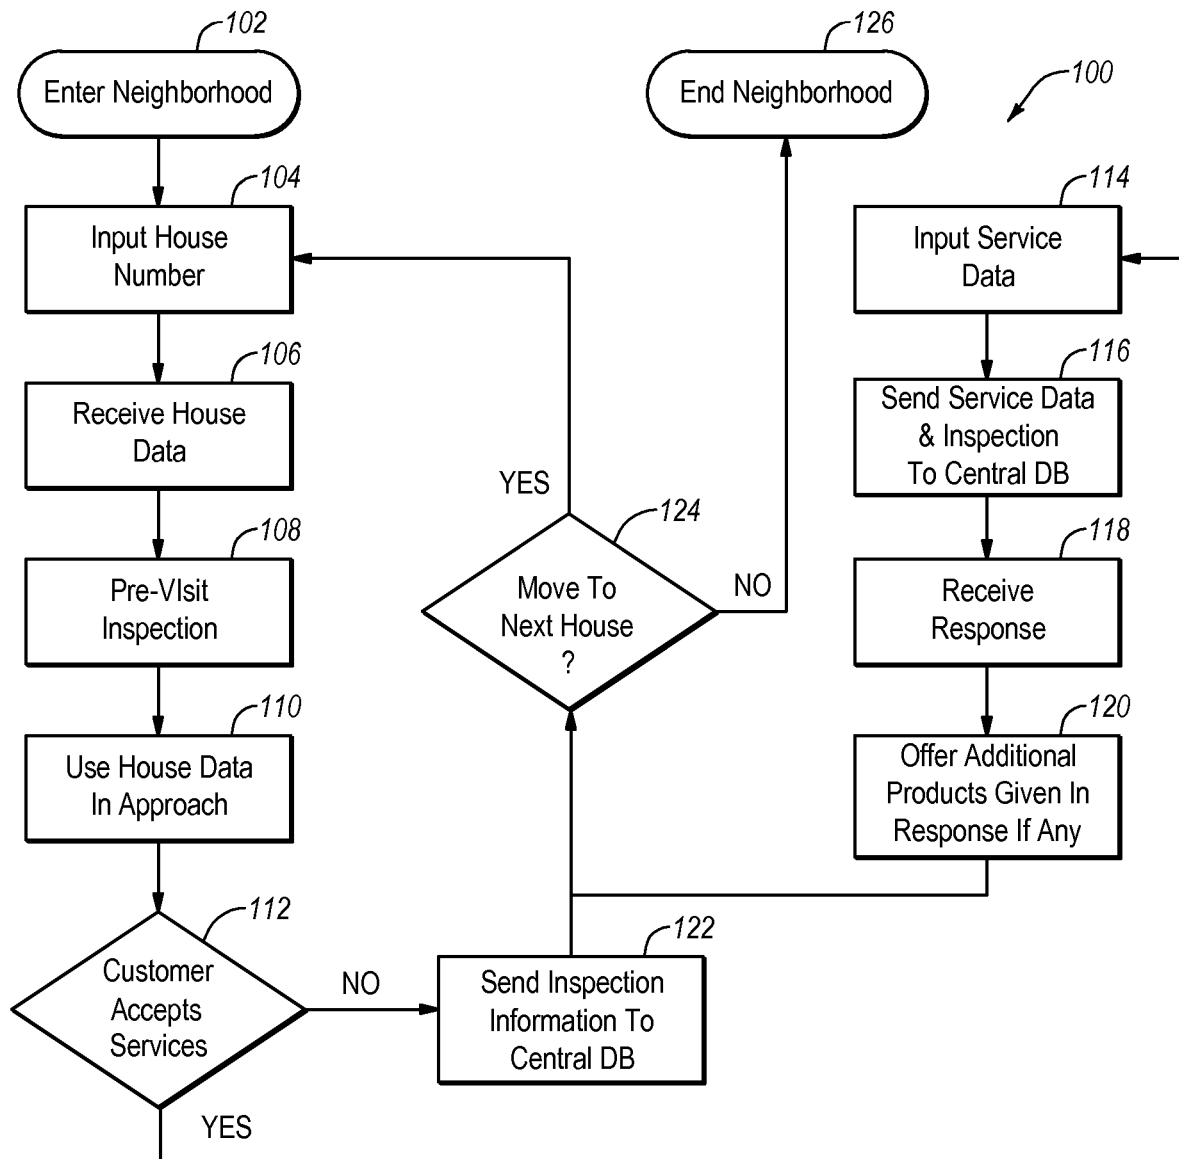 102
Enter Neighborhood
126
End Neighborhood
100
104
Input House
Number
114
Input Service
Data
106
Receive House
Data
116
Send Service Data
& Inspection
To Central DB
YES
124
Move To
Next House
?
NO
108
Pre-VIsit
Inspection
118
Receive
Response
110
Use House Data
In Approach
120
Offer Additional
Products Given In
Response If Any
112
Customer
Accepts
Services
NO
122
Send Inspection
Information To
Central DB
YES